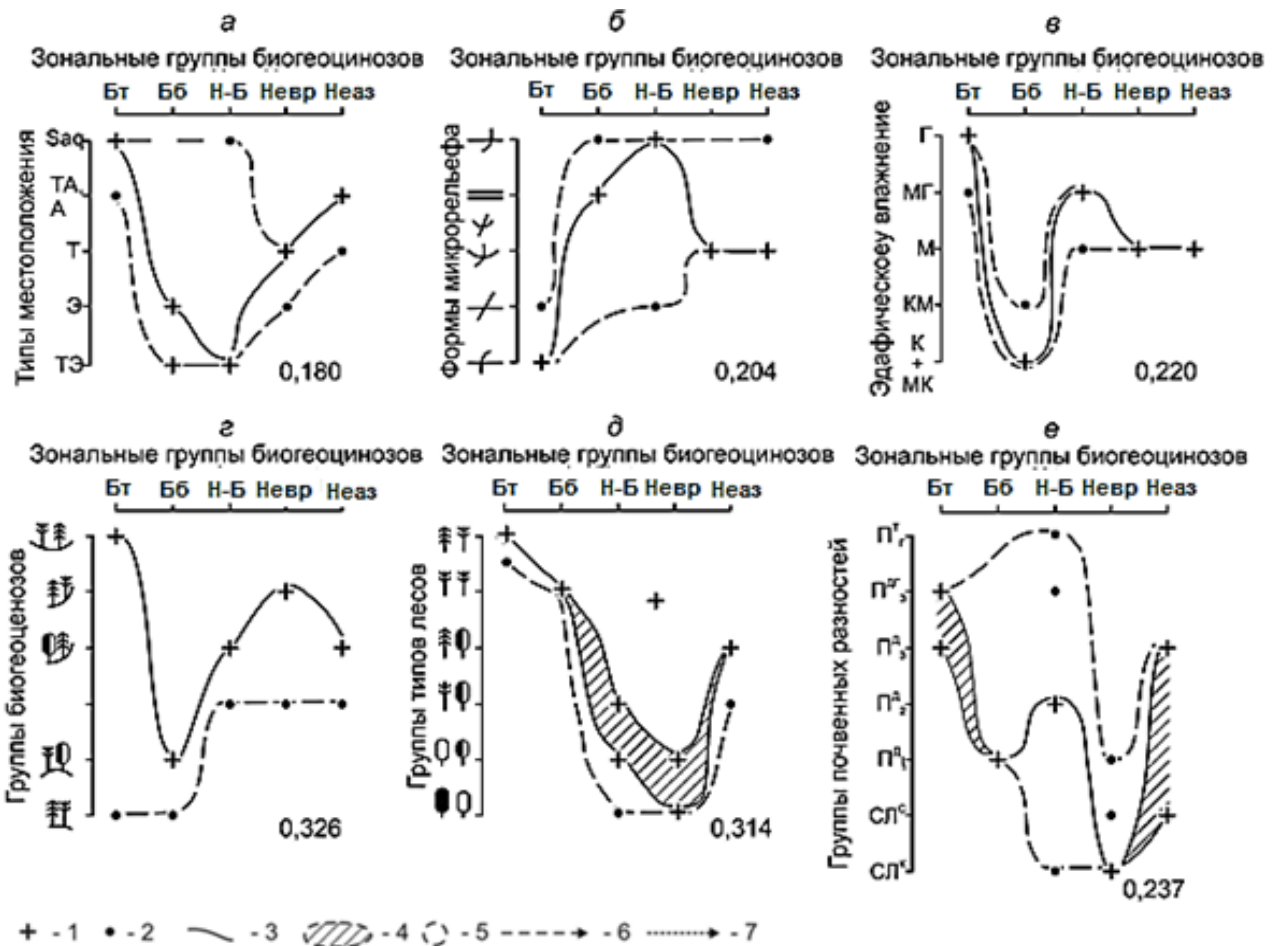 а
Зональные группы биогеоцинозов
Бт Бб Н-Б Невр Неаз
Типы местоположения
Saq
ТА,
А
Т
Э
ТЭ
0,180
б
Зональные группы биогеоцинозов
Бт Бб Н-Б Невр Неаз
Формы микрорельефа
0,204
в
Зональные группы биогеоцинозов
Бт Бб Н-Б Невр Неаз
Эдафическоеу влажнение
Г
МГ
М
КМ
К
+
МК
0,220
г
Зональные группы биогеоцинозов
Бт Бб Н-Б Невр Неаз
Группы биогеоценозов
0,326
д
Зональные группы биогеоцинозов
Бт Бб Н-Б Невр Неаз
Группы типов лесов
0,314
е
Зональные группы биогеоцинозов
Бт Бб Н-Б Невр Неаз
Группы почвенных разностей
0,237
+ - 1 • - 2 - 3 - 4 - 5 - 6 - 7